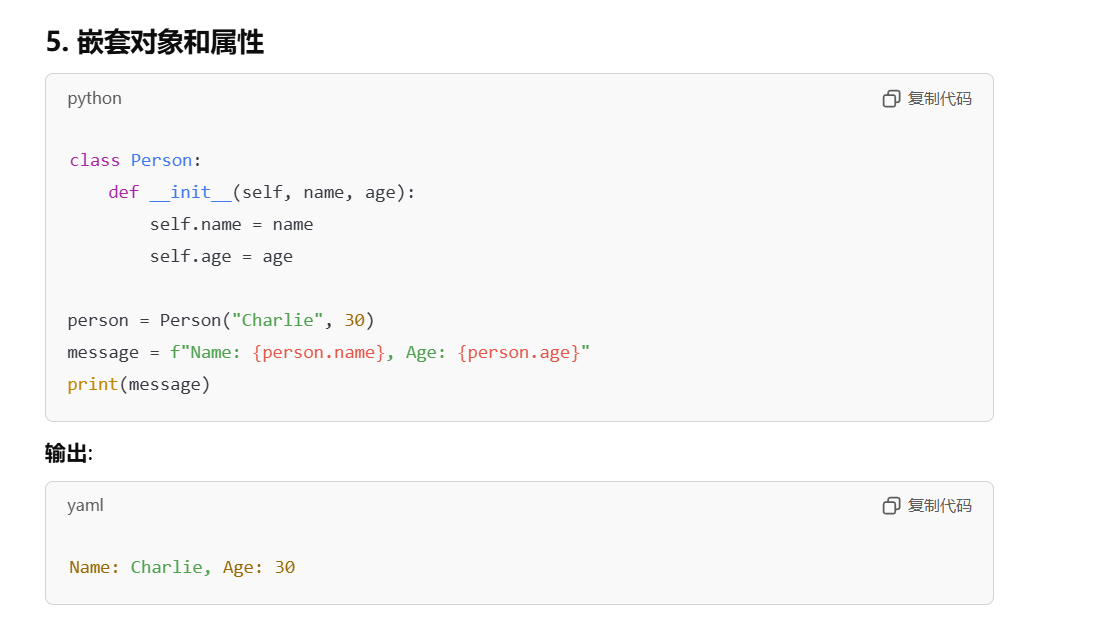 5. 嵌套对象和属性
python 复制代码
class Person:
    def __init__(self, name, age):
        self.name = name
        self.age = age
person = Person("Charlie", 30)
message = f"Name: {person.name}, Age: {person.age}"
print(message)
输出:
yaml 复制代码
Name: Charlie, Age: 30